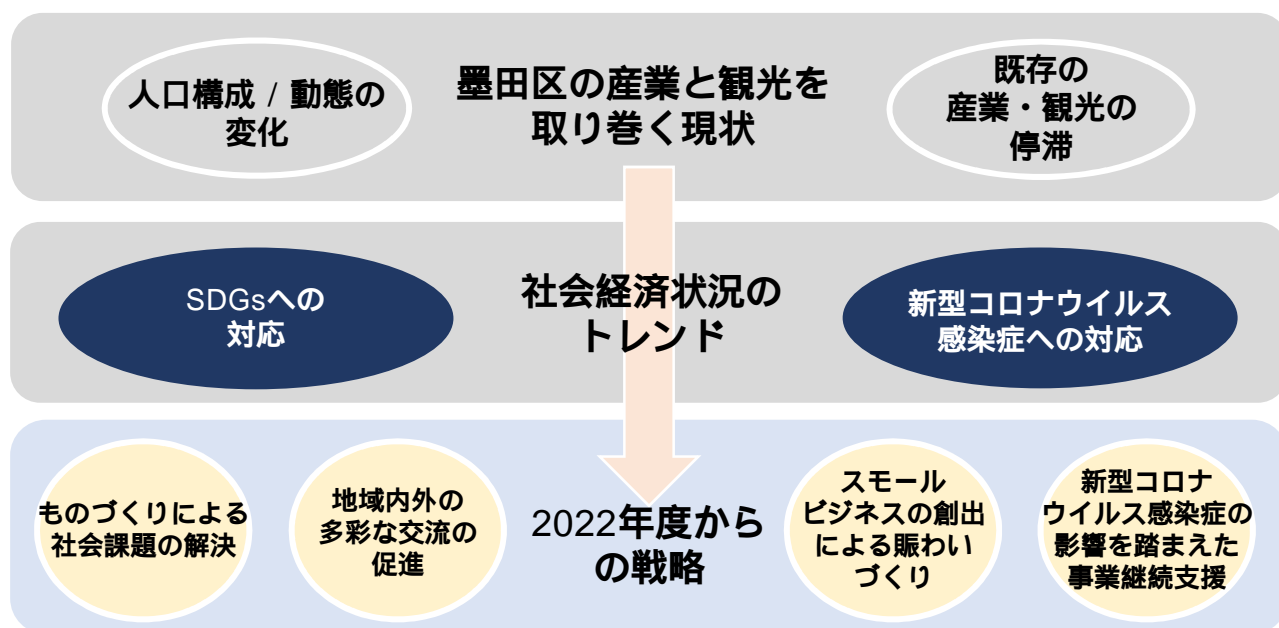 人口構成 / 動態の
変化
墨田区の産業と観光を
取り巻く現状
既存の
産業・観光の
停滞
SDGsへの
対応
社会経済状況の
トレンド
新型コロナウイルス
感染症への対応
ものづくりによる
社会課題の解決
地域内外の
多彩な交流の
促進
2022年度から
の戦略
スモール
ビジネスの創出
による賑わい
づくり
新型コロナ
ウイルス感染症の
影響を踏まえた
事業継続支援